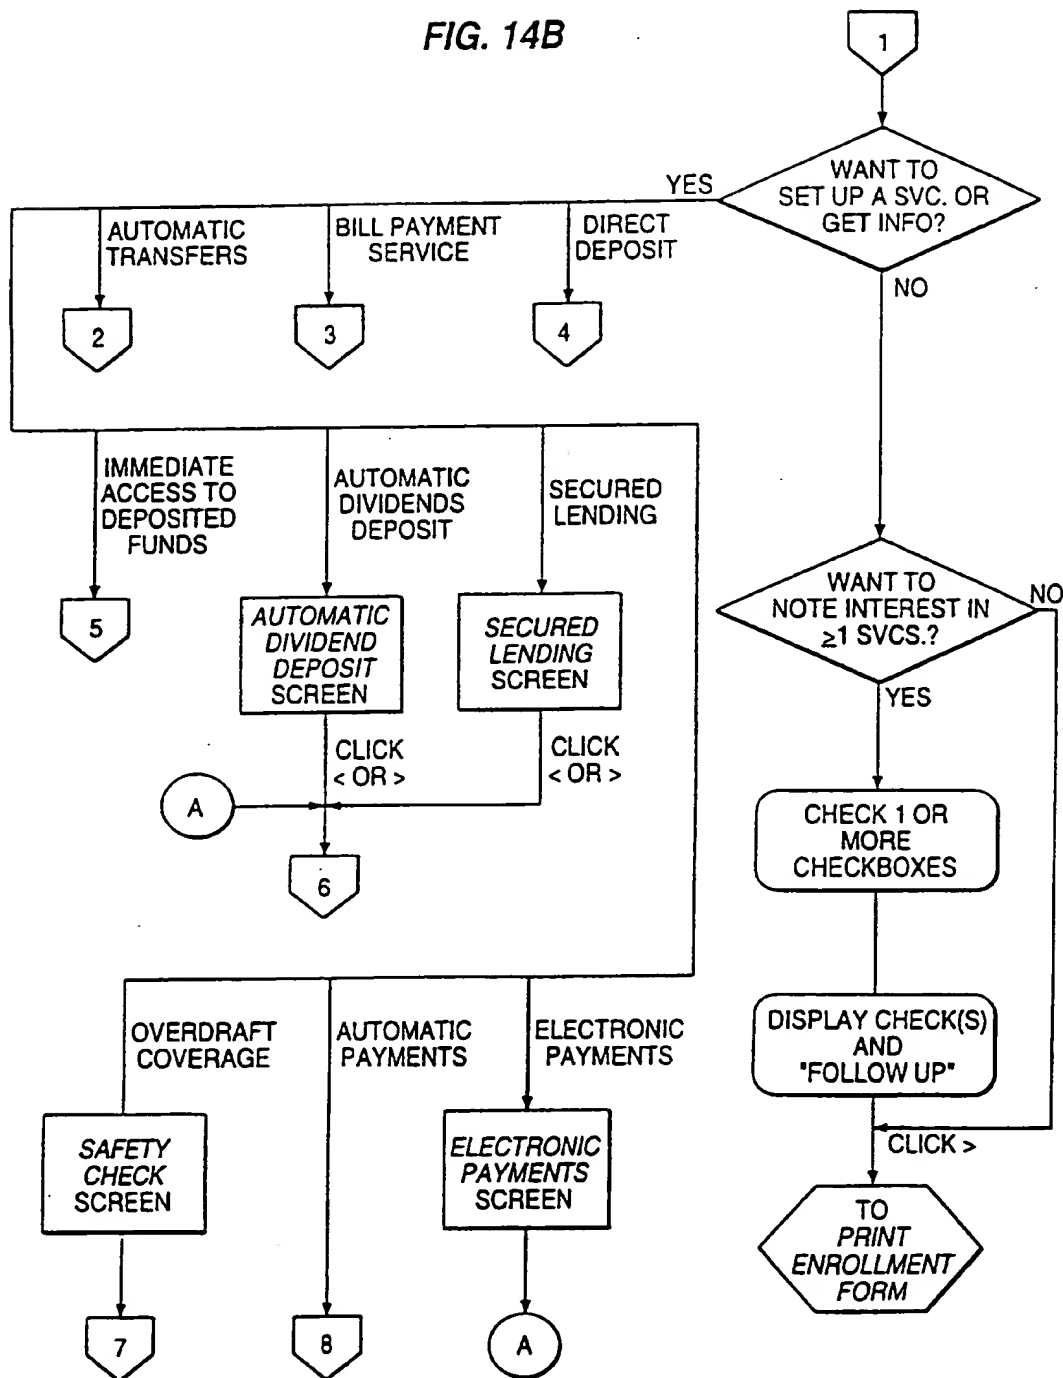 FIG. 14B
1
WANT TO
SET UP A SVC. OR
GET INFO?
YES
NO
AUTOMATIC
TRANSFERS
BILL PAYMENT
SERVICE
DIRECT
DEPOSIT
2
3
4
IMMEDIATE
ACCESS TO
DEPOSITED
FUNDS
AUTOMATIC
DIVIDENDS
DEPOSIT
SECURED
LENDING
5
AUTOMATIC
DIVIDEND
DEPOSIT
SCREEN
SECURED
LENDING
SCREEN
CLICK
< OR >
CLICK
< OR >
A
6
WANT TO
NOTE INTEREST IN
≥1 SVCS.?
NO
YES
CHECK 1 OR
MORE
CHECKBOXES
DISPLAY CHECK(S)
AND
"FOLLOW UP"
CLICK >
TO
PRINT
ENROLLMENT
FORM
OVERDRAFT
COVERAGE
AUTOMATIC
PAYMENTS
ELECTRONIC
PAYMENTS
SAFETY
CHECK
SCREEN
ELECTRONIC
PAYMENTS
SCREEN
7
8
A